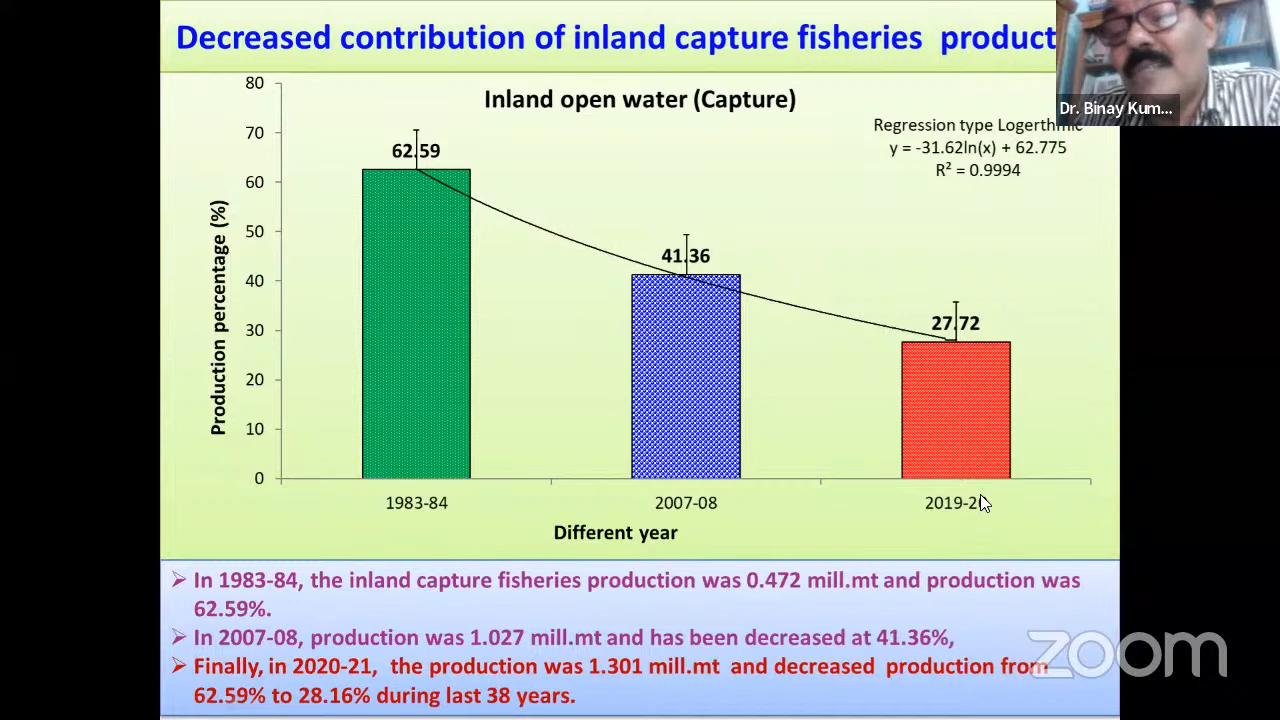 Decreased contribution of inland capture fisheries product
Dr. Binay Kum...
Inland open water (Capture)
Regression type Logerthmic
y = -31.62ln(x) + 62.775
R² = 0.9994
Production percentage (%)
80
70
60
50
40
30
20
10
0
62.59
41.36
27.72
1983-84
2007-08
2019-20
Different year
➢ In 1983-84, the inland capture fisheries production was 0.472 mill.mt and production was
62.59%.
➢ In 2007-08, production was 1.027 mill.mt and has been decreased at 41.36%,
➢ Finally, in 2020-21, the production was 1.301 mill.mt and decreased production from
62.59% to 28.16% during last 38 years.
zoom